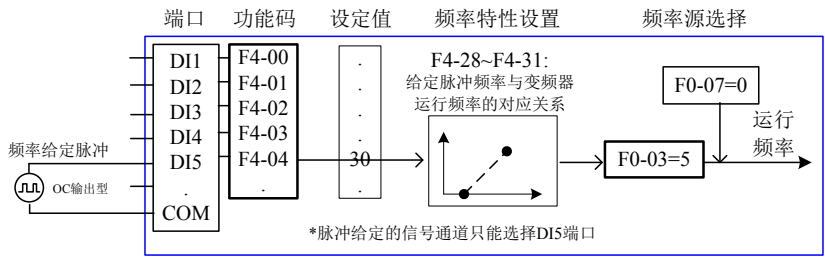 端口 功能码 设定值 频率特性设置 频率源选择
DI1 F4-00 .
DI2 F4-01 .
DI3 F4-02 .
DI4 F4-03 .
DI5 F4-04 30
. . .
COM
频率给定脉冲
OC输出型
F4-28~F4-31:
给定脉冲频率与变频器
运行频率的对应关系
F0-07=0
F0-03=5
运行
频率
*脉冲给定的信号通道只能选择DI5端口